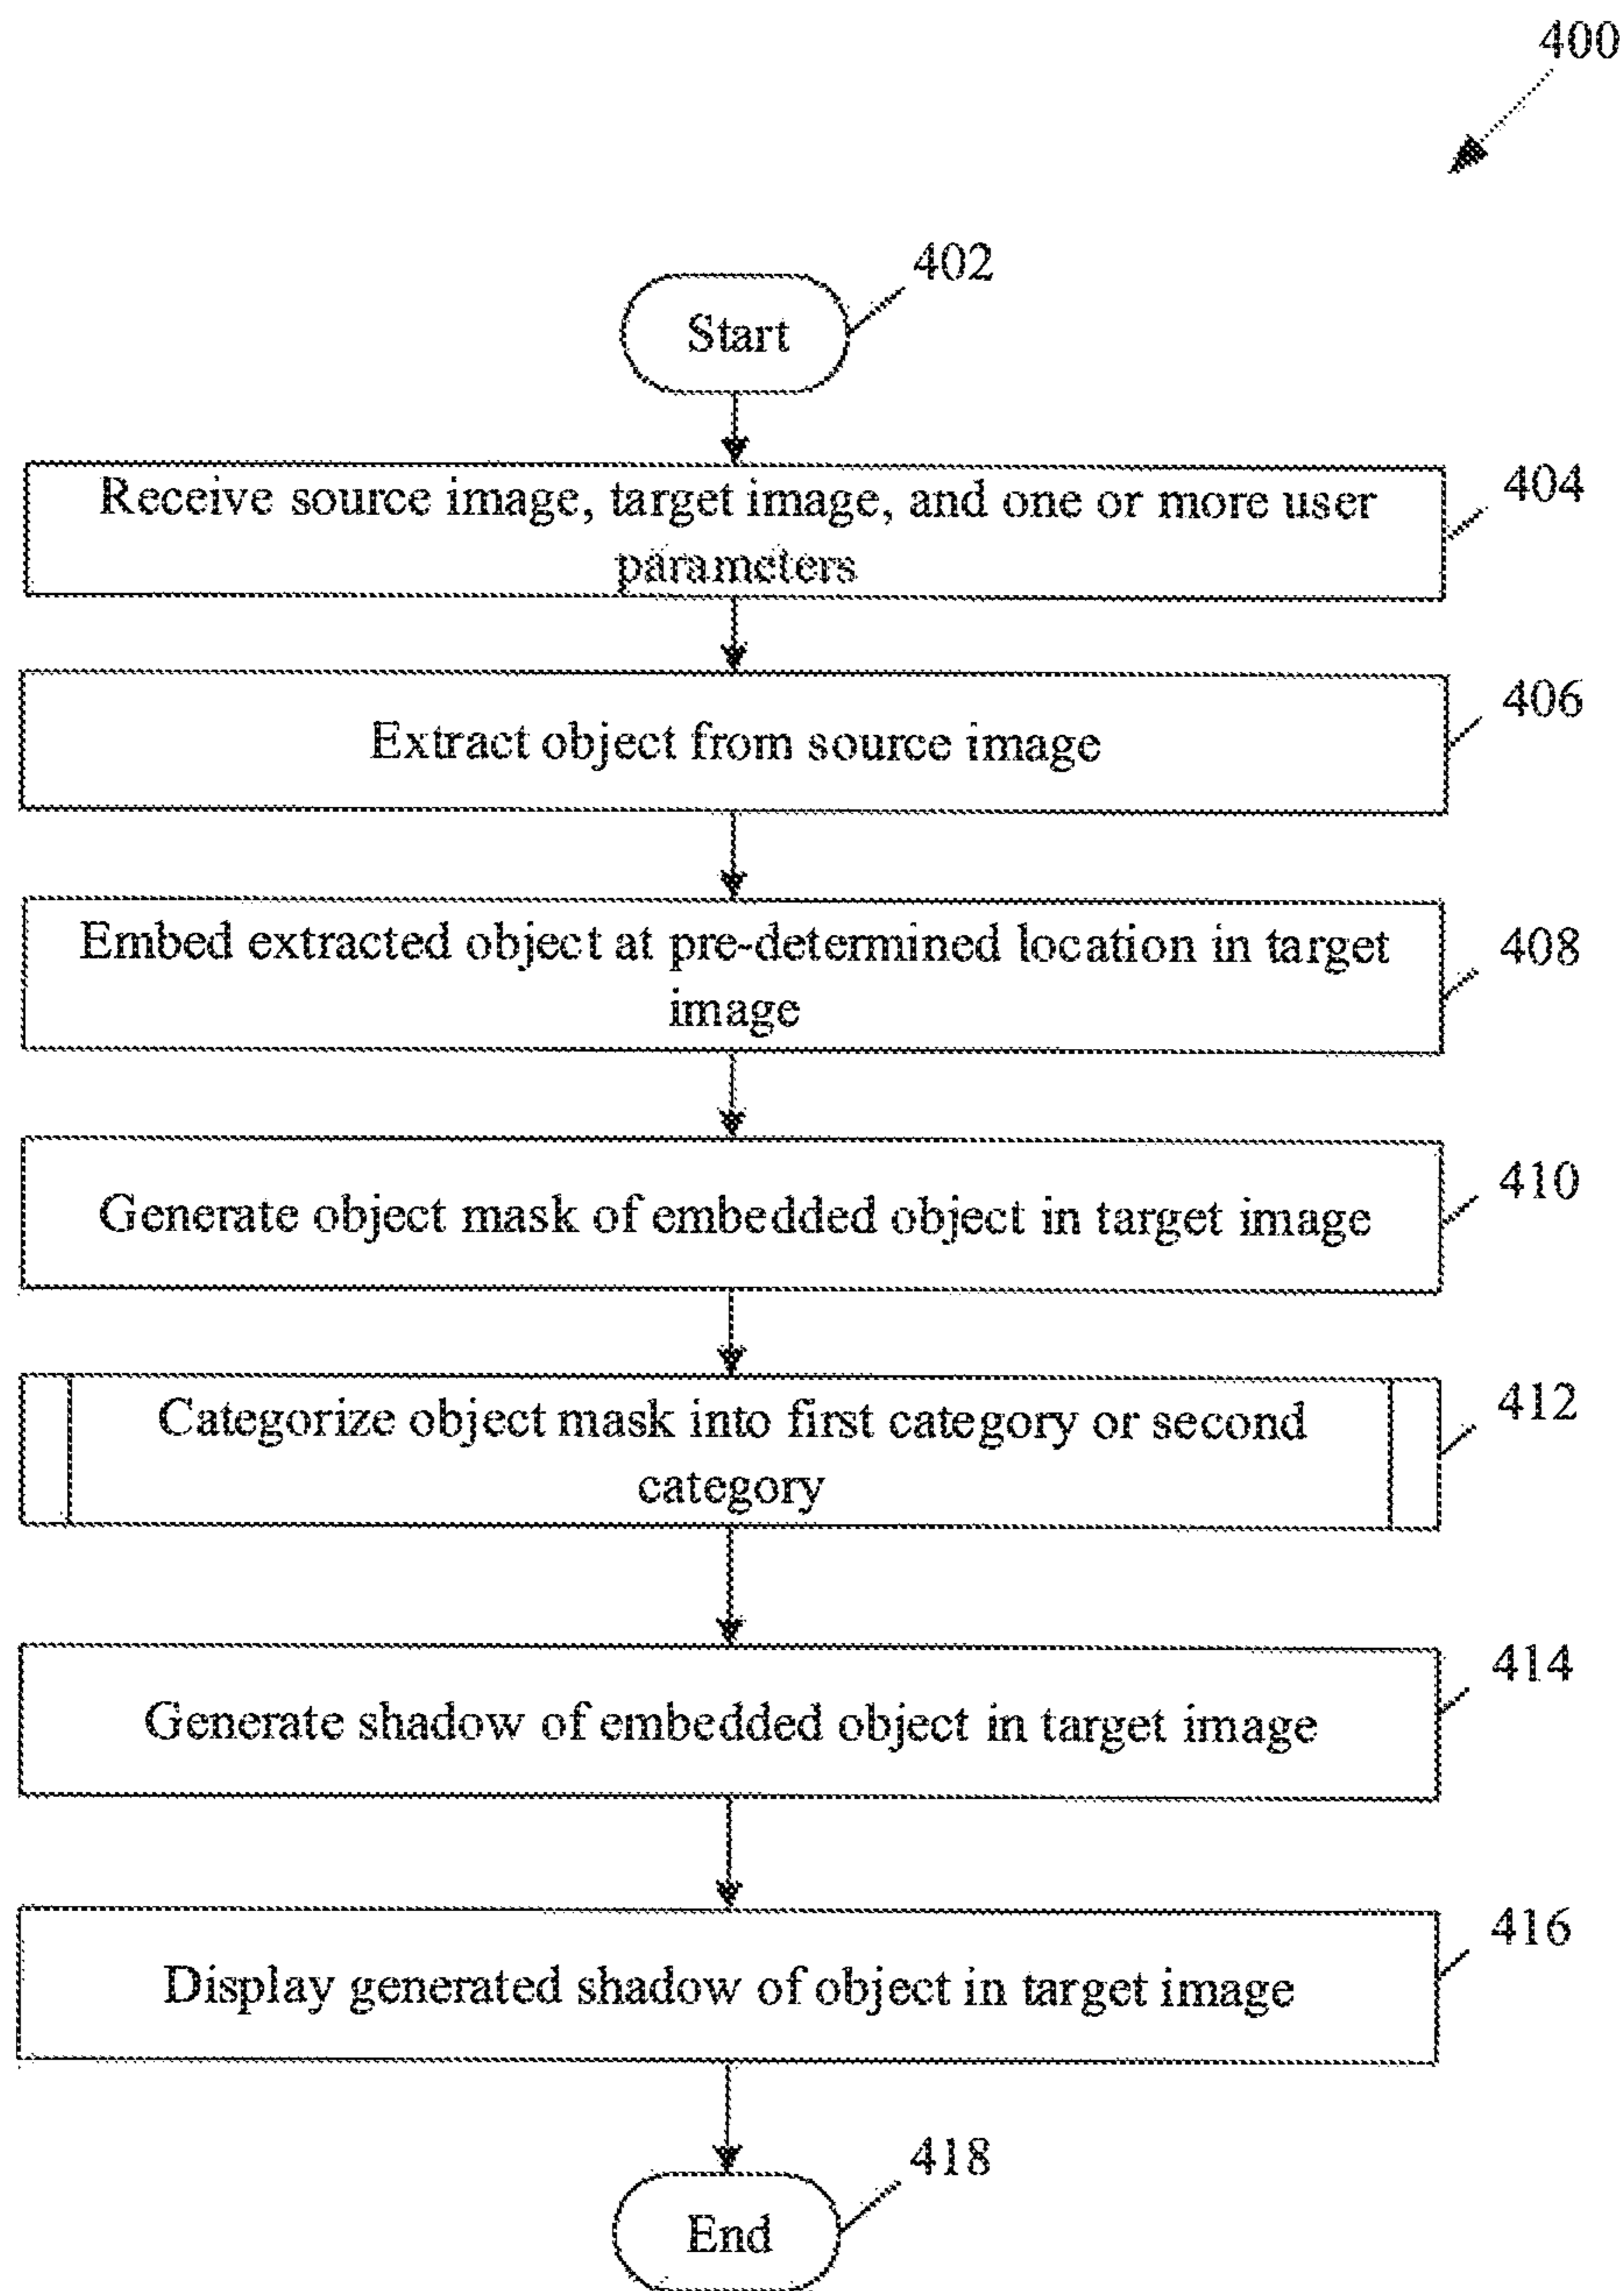 400
402
Start
404
Receive source image, target image, and one or more user
parameters
406
Extract object from source image
408
Embed extracted object at pre-determined location in target
image
410
Generate object mask of embedded object in target image
412
Categorize object mask into first category or second
category
414
Generate shadow of embedded object in target image
416
Display generated shadow of object in target image
418
End